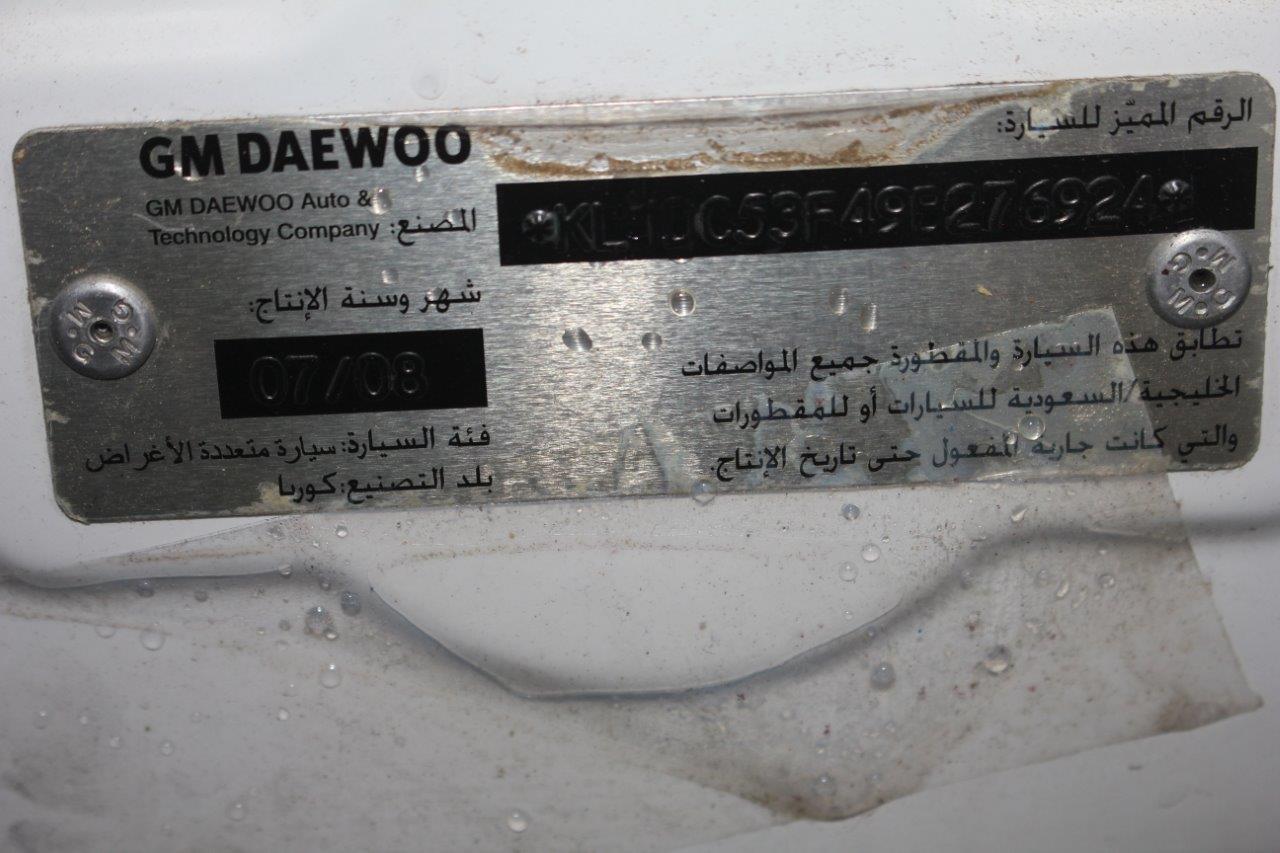 GM DAEWOO
GM DAEWOO Auto &
Technology Company المصنع:
شهر وسنة الإنتاج:
07/08
فئة السيارة: سيارة متعددة الأغراض
بلد التصنيع: كوريا
الرقم المميّز للسيارة:
*KL1DC53F49B276924*
تطابق هذه السيارة والمقطورة جميع المواصفات
الخليجية/السعودية للسيارات أو للمقطورات
والتي كانت جارية المفعول حتى تاريخ الإنتاج.